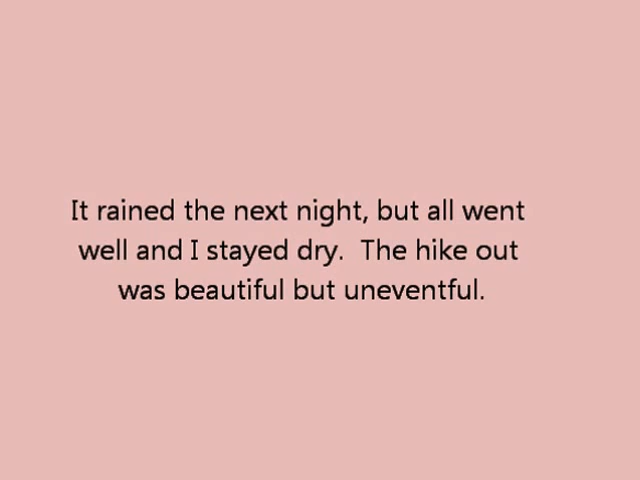 It rained the next night, but all went
well and I stayed dry.  The hike out
was beautiful but uneventful.